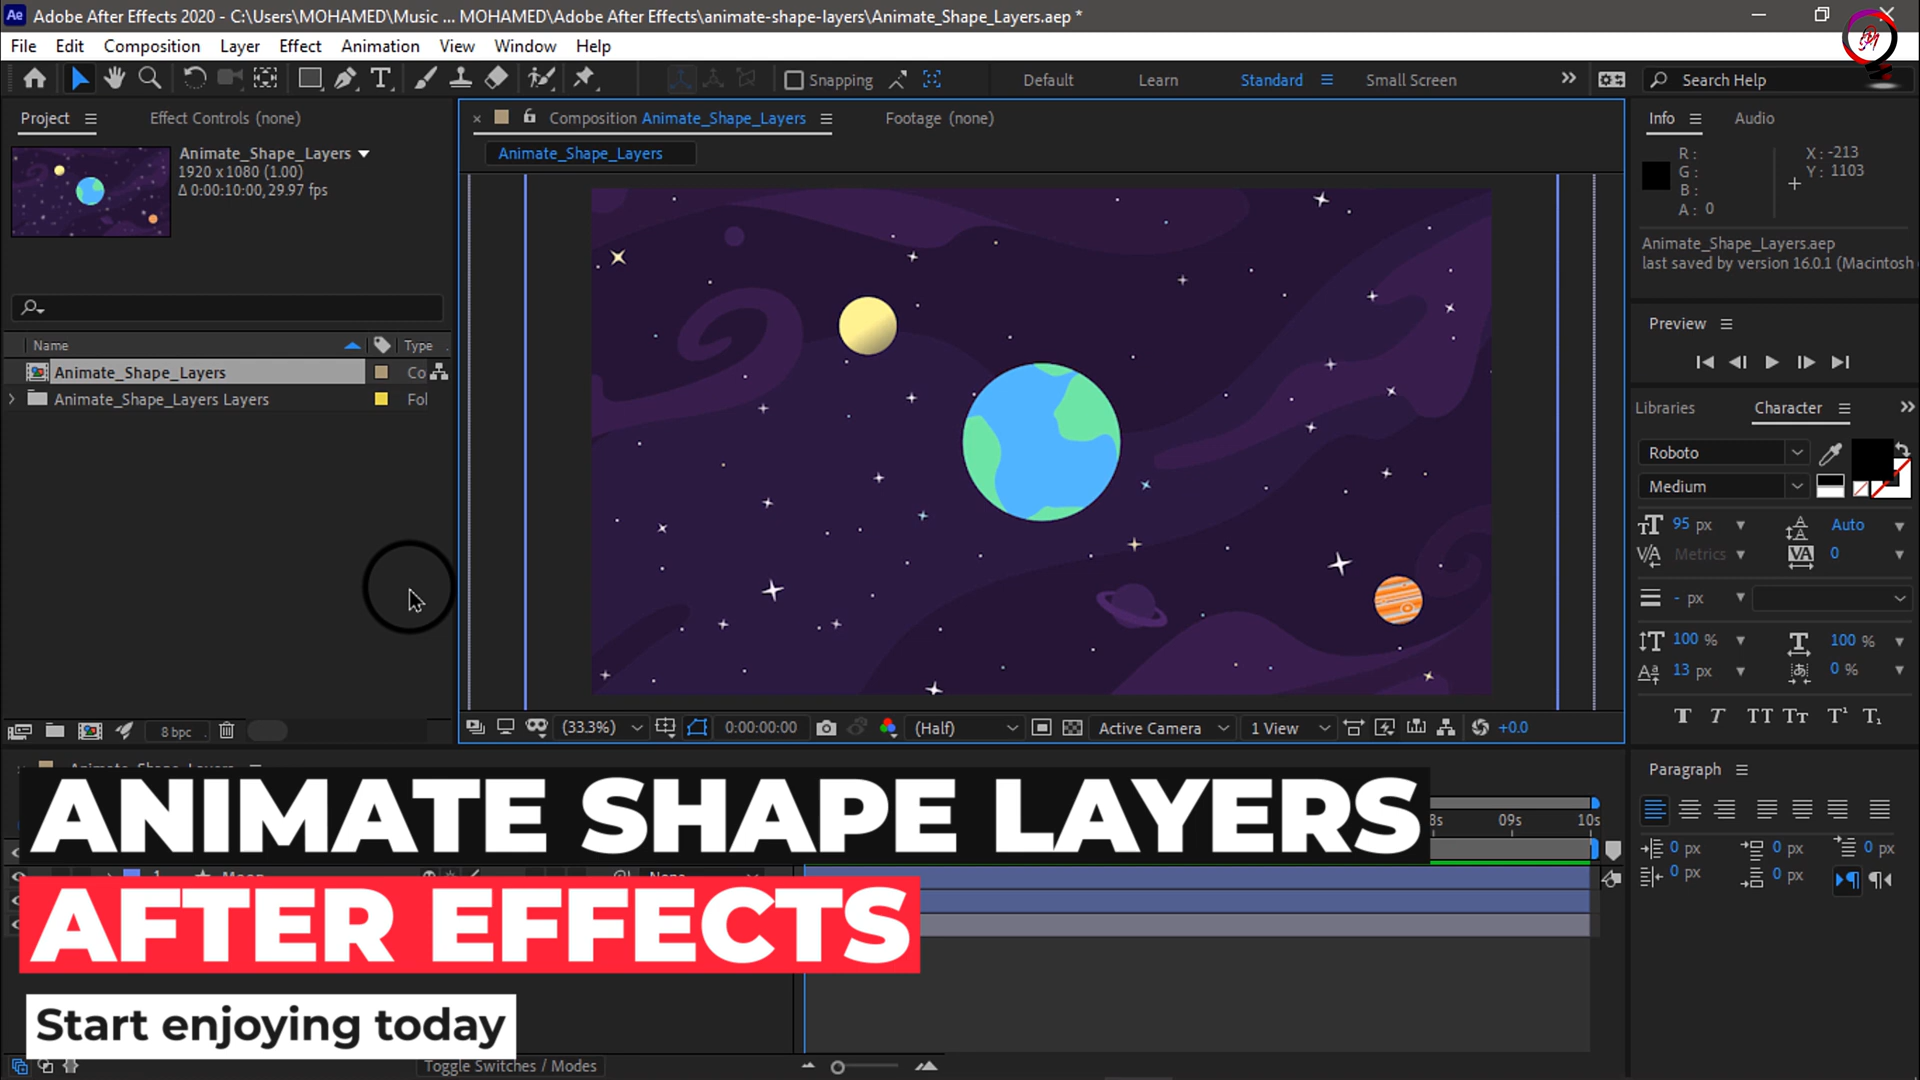 Adobe After Effects 2020 - C:\Users\MOHAMED\Music ... MOHAMED\Adobe After Effects\animate-shape-layers\Animate_Shape_Layers.aep *
File Edit Composition Layer Effect Animation View Window Help
Snapping Default Learn Standard Small Screen Search Help
Project Effect Controls (none) Composition Animate_Shape_Layers Footage (none) Info Audio
Animate_Shape_Layers
1920 x 1080 (1.00)
Δ 0:00:10:00, 29.97 fps
Animate_Shape_Layers
R :
G :
B :
A : 0
X : -213
Y : 1103
Animate_Shape_Layers.aep
last saved by version 16.0.1 (Macintosh
Preview
Name Type
Animate_Shape_Layers Co
Animate_Shape_Layers Layers Fol
Libraries Character
Roboto
Medium
95 px Auto
Metrics 0
- px
100 % 100 %
13 px 0 %
T T TT Tт T¹ T₁
8 bpc
(33.3%) 0:00:00:00 (Half) Active Camera 1 View +0.0
Paragraph
0 px 0 px 0 px
0 px 0 px
8s 09s 10s
ANIMATE SHAPE LAYERS
AFTER EFFECTS
Start enjoying today
Toggle Switches / Modes